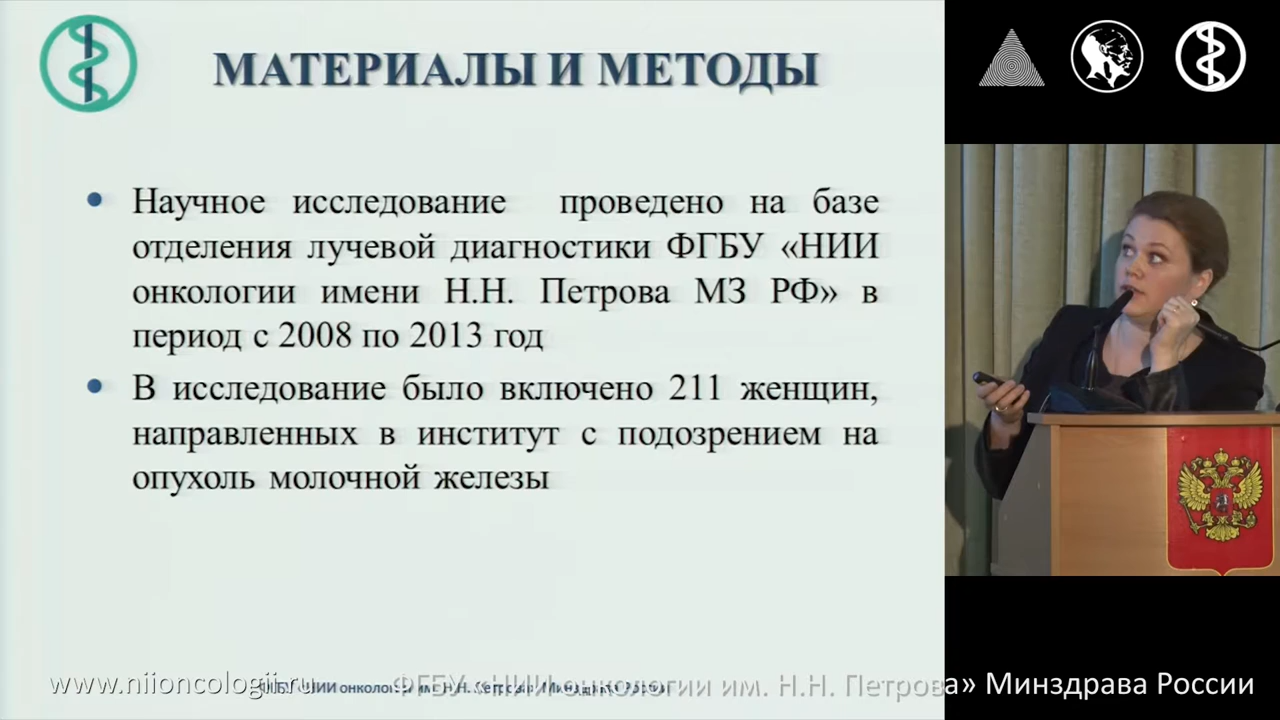 МАТЕРИАЛЫ И МЕТОДЫ
• Научное исследование проведено на базе
отделения лучевой диагностики ФГБУ «НИИ
онкологии имени Н.Н. Петрова МЗ РФ» в
период с 2008 по 2013 год
• В исследование было включено 211 женщин,
направленных в институт с подозрением на
опухоль молочной железы
www.niioncologii.ru
ФГБУ «НИИ онкологии им. Н.Н. Петрова» Минздрава России